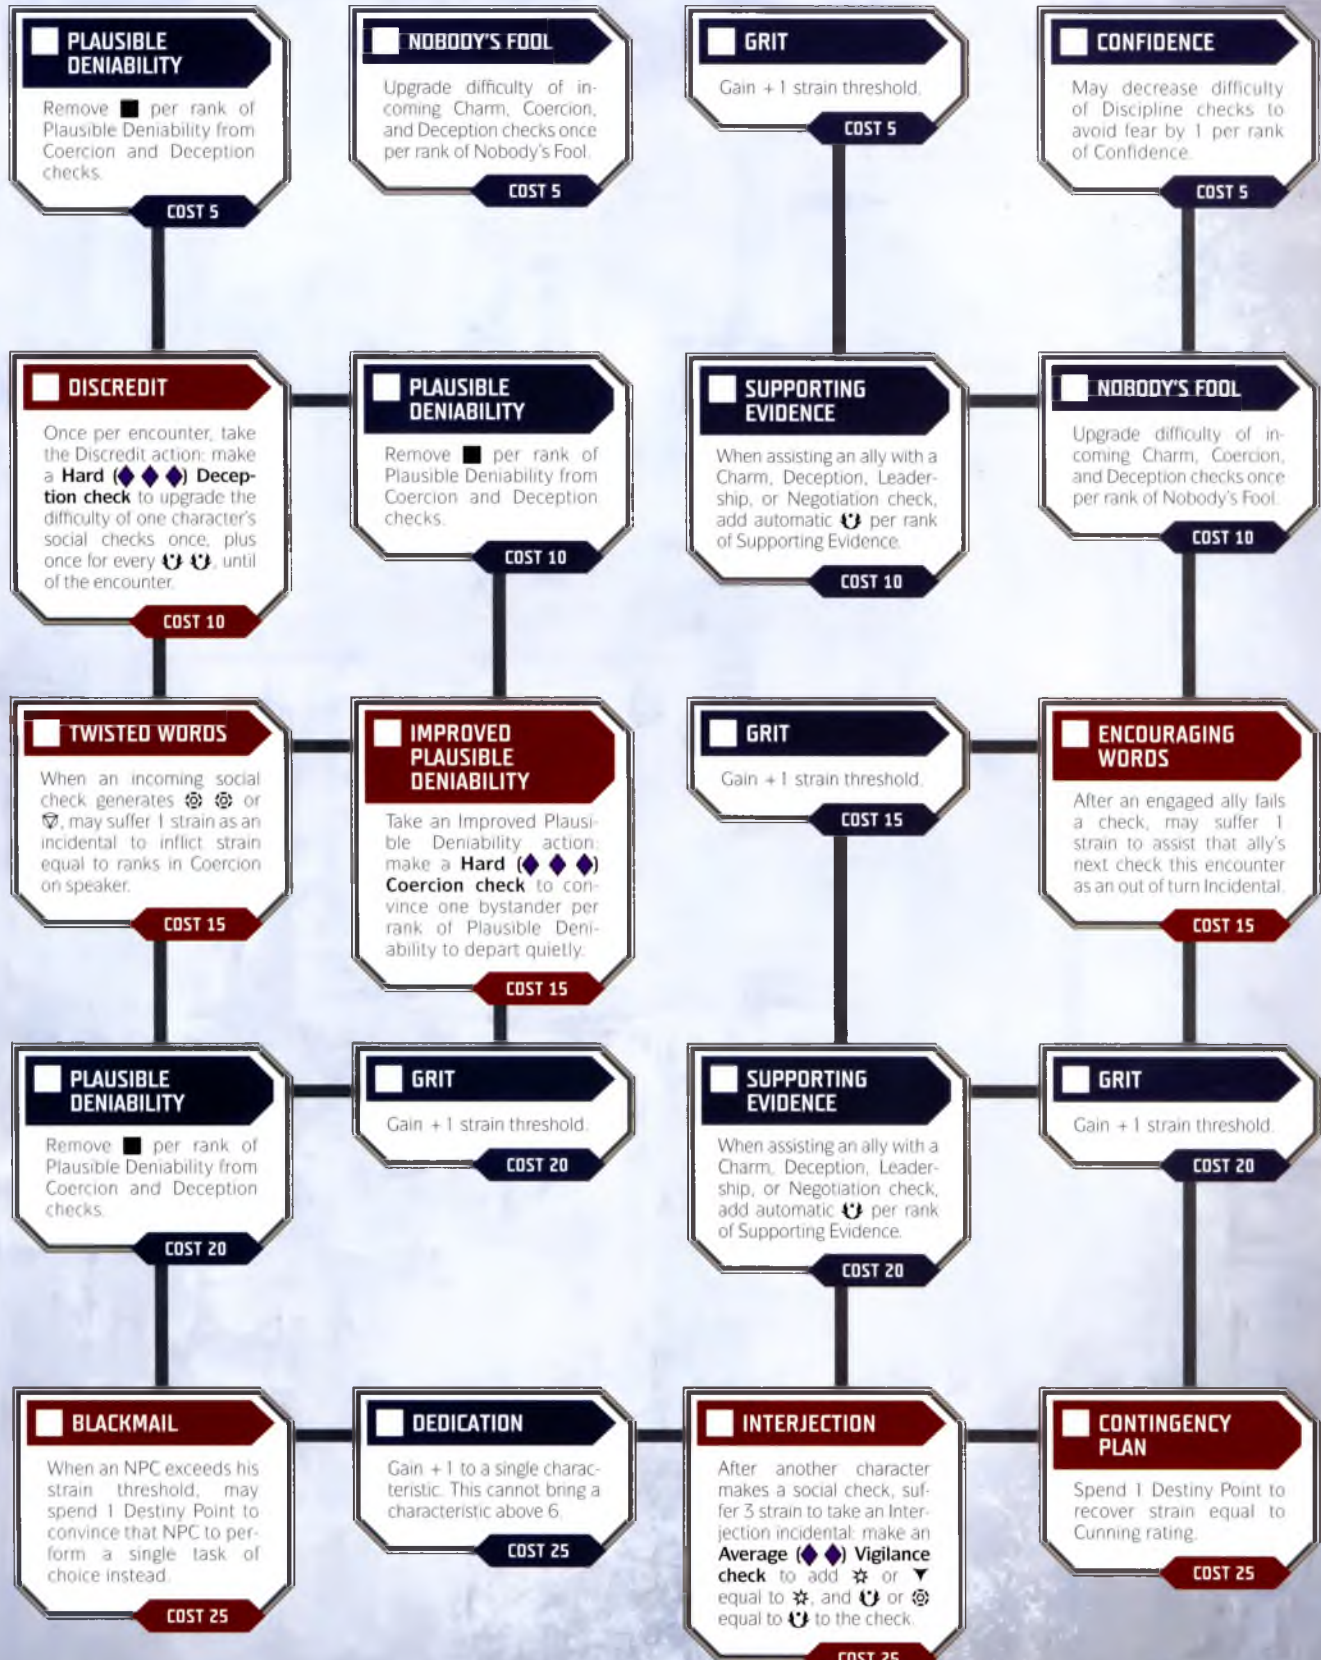 PLAUSIBLE
DENIABILITY
Remove ■ per rank of
Plausible Deniability from
Coercion and Deception
checks.
COST 5
NOBODY'S FOOL
Upgrade difficulty of in-
coming Charm, Coercion,
and Deception checks once
per rank of Nobody's Fool.
COST 5
GRIT
Gain +1 strain threshold.
COST 5
CONFIDENCE
May decrease difficulty
of Discipline checks to
avoid fear by 1 per rank
of Confidence.
COST 5
DISCREDIT
Once per encounter, take
the Discredit action: make
a Hard (◆ ◆ ◆) Decep-
tion check to upgrade the
difficulty of one character's
social checks once, plus
once for every , until
of the encounter.
COST 10
PLAUSIBLE
DENIABILITY
Remove ■ per rank of
Plausible Deniability from
Coercion and Deception
checks.
COST 10
SUPPORTING
EVIDENCE
When assisting an ally with a
Charm, Deception, Leader-
ship, or Negotiation check,
add automatic per rank
of Supporting Evidence.
COST 10
NOBODY'S FOOL
Upgrade difficulty of in-
coming Charm, Coercion,
and Deception checks once
per rank of Nobody's Fool.
COST 10
TWISTED WORDS
When an incoming social
check generates or
, may suffer 1 strain as an
incidental to inflict strain
equal to ranks in Coercion
on speaker.
COST 15
IMPROVED
PLAUSIBLE
DENIABILITY
Take an Improved Plausi-
ble Deniability action:
make a Hard (◆ ◆ ◆)
Coercion check to con-
vince one bystander per
rank of Plausible Deni-
ability to depart quietly.
COST 15
GRIT
Gain +1 strain threshold.
COST 15
ENCOURAGING
WORDS
After an engaged ally fails
a check, may suffer 1
strain to assist that ally's
next check this encounter
as an out of turn Incidental.
COST 15
PLAUSIBLE
DENIABILITY
Remove ■ per rank of
Plausible Deniability from
Coercion and Deception
checks.
COST 20
GRIT
Gain +1 strain threshold.
COST 20
SUPPORTING
EVIDENCE
When assisting an ally with a
Charm, Deception, Leader-
ship, or Negotiation check,
add automatic per rank
of Supporting Evidence.
COST 20
GRIT
Gain +1 strain threshold.
COST 20
BLACKMAIL
When an NPC exceeds his
strain threshold, may
spend 1 Destiny Point to
convince that NPC to per-
form a single task of
choice instead.
COST 25
DEDICATION
Gain +1 to a single charac-
teristic. This cannot bring a
characteristic above 6.
COST 25
INTERJECTION
After another character
makes a social check, suf-
fer 3 strain to take an Inter-
jection incidental: make an
Average (◆ ◆) Vigilance
check to add or ▼
equal to , and or
equal to to the check.
COST 25
CONTINGENCY
PLAN
Spend 1 Destiny Point to
recover strain equal to
Cunning rating.
COST 25